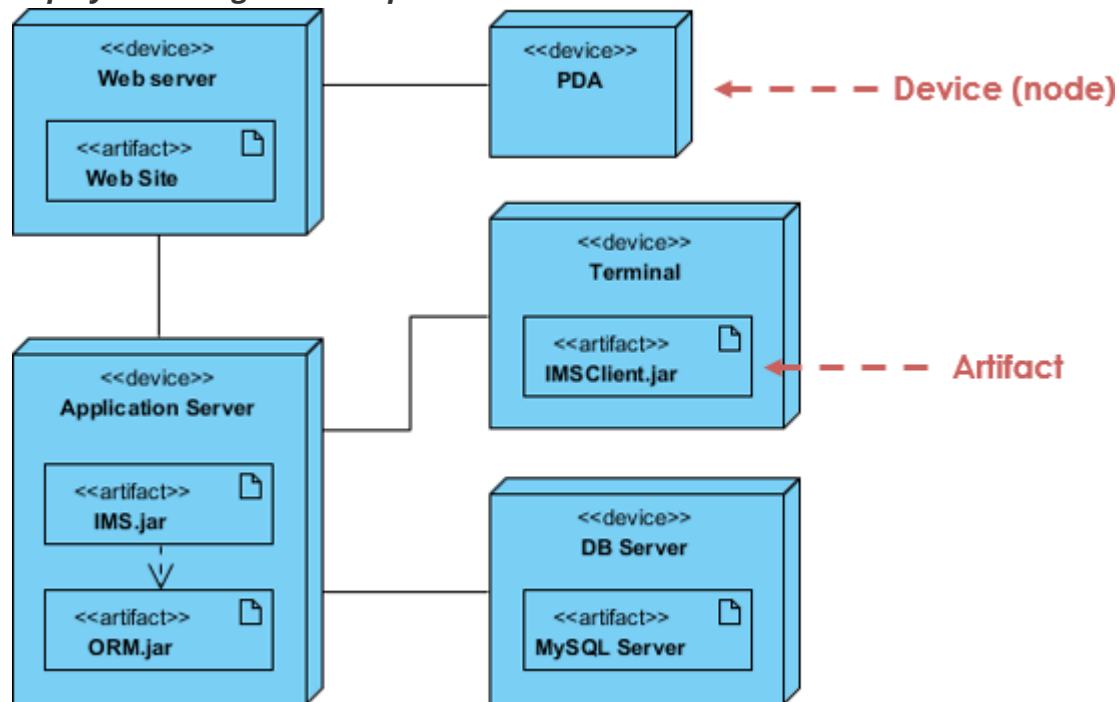 <<device>>
Web server
<<artifact>>
Web Site
<<device>>
PDA
Device (node)
<<device>>
Terminal
<<artifact>>
IMSClient.jar
Artifact
<<device>>
Application Server
<<artifact>>
IMS.jar
<<artifact>>
ORM.jar
<<device>>
DB Server
<<artifact>>
MySQL Server